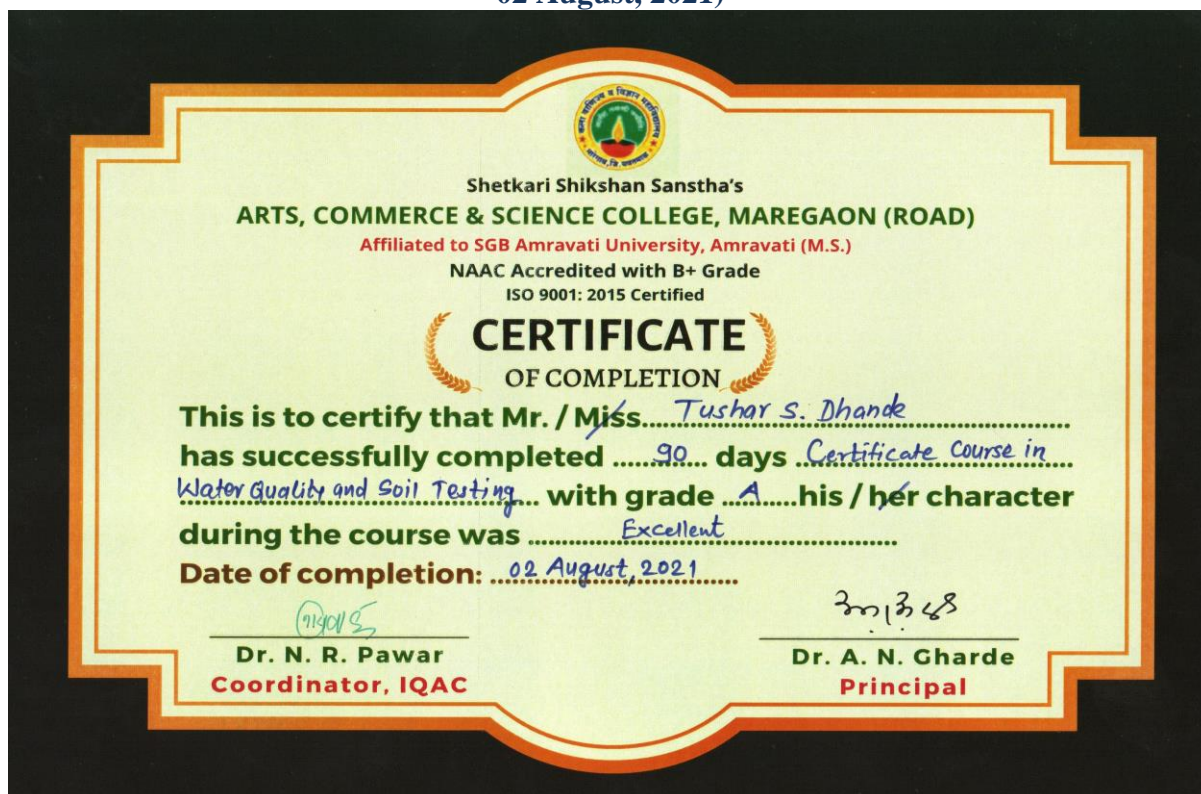 02 August, 2021)
Shetkari Shikshan Sanstha's
ARTS, COMMERCE & SCIENCE COLLEGE, MAREGAON (ROAD)
Affiliated to SGB Amravati University, Amravati (M.S.)
NAAC Accredited with B+ Grade
ISO 9001: 2015 Certified
CERTIFICATE
OF COMPLETION
This is to certify that Mr. / Miss Tushar S. Dhande
has successfully completed ......90... days ..Certificate Course in
Water Quality and Soil Testing... with grade ..A.....his / her character
during the course was ...............Excellent...........................
Date of completion: ...02 August, 2021........
Dr. N. R. Pawar
Coordinator, IQAC
Dr. A. N. Gharde
Principal